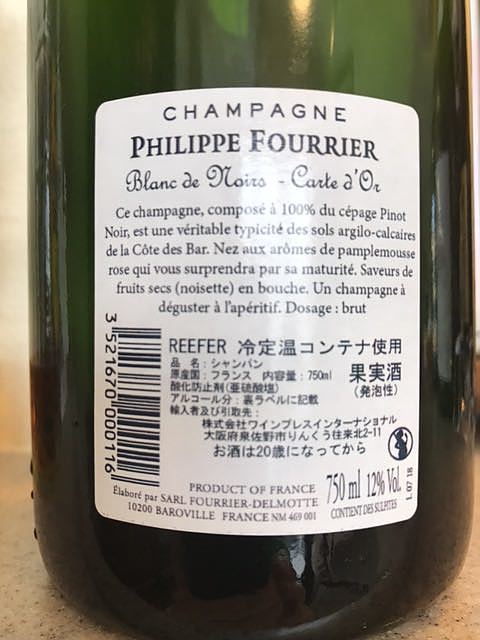 CHAMPAGNE
PHILIPPE FOURRIER
Blanc de Noirs - Carte d'Or
Ce champagne, composé à 100% du cépage Pinot
Noir, est une véritable typicité des sols argilo-calcaires
de la Côte des Bar. Nez aux arômes de pamplemousse
rose qui vous surprendra par sa maturité. Saveurs de
fruits secs (noisette) en bouche. Un champagne à
déguster à l'apéritif. Dosage : brut
3 521670 000116
REEFER 冷定温コンテナ使用
品 名：シャンパン
原産国：フランス 内容量：750ml
果実酒
酸化防止剤(亜硫酸塩)
(発泡性)
アルコール分：裏ラベルに記載
輸入者及び引取先：
株式会社ワインプレスインターナショナル
大阪府泉佐野市りんくう往来北2-11
お酒は20歳になってから
PRODUCT OF FRANCE
750 ml 12% Vol.
Élaboré par SARL FOURRIER-DELMOTTE
CONTIENT DES SULFITES
10200 BAROVILLE FRANCE NM 469 001
L 07 18